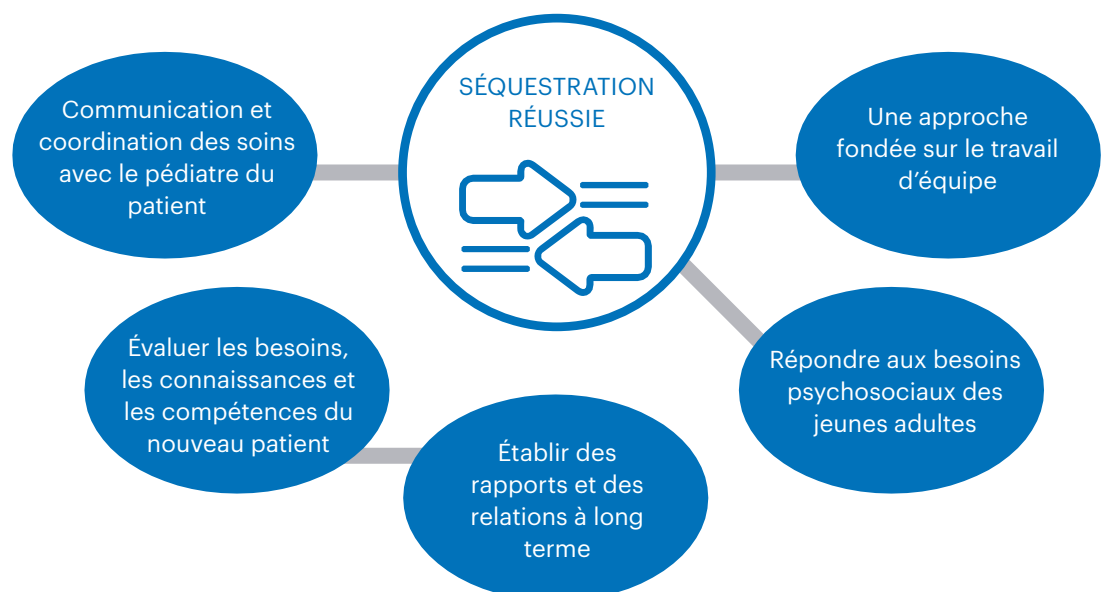 SÉQUESTRATION
RÉUSSIE
Communication et
coordination des soins
avec le pédiatre du
patient
Une approche
fondée sur le travail
d’équipe
Évaluer les besoins,
les connaissances et
les compétences du
nouveau patient
Répondre aux besoins
psychosociaux des
jeunes adultes
Établir des
rapports et des
relations à long
terme